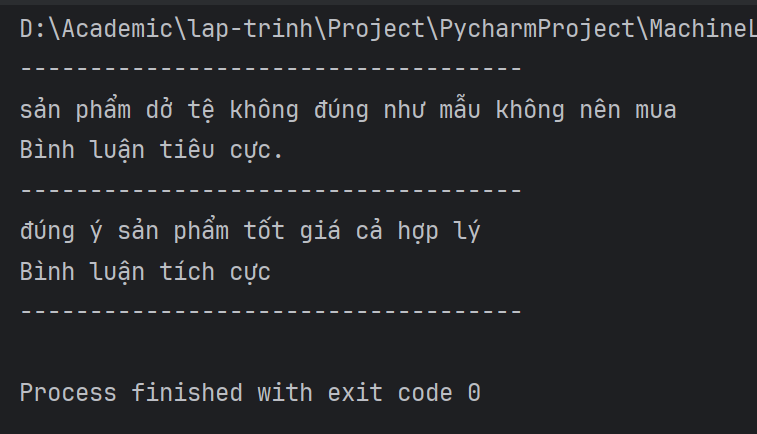 D:\Academic\lap-trinh\Project\PycharmProject\MachineL
------------------------------------
sản phẩm dở tệ không đúng như mẫu không nên mua
Bình luận tiêu cực.
------------------------------------
đúng ý sản phẩm tốt giá cả hợp lý
Bình luận tích cực
------------------------------------
Process finished with exit code 0